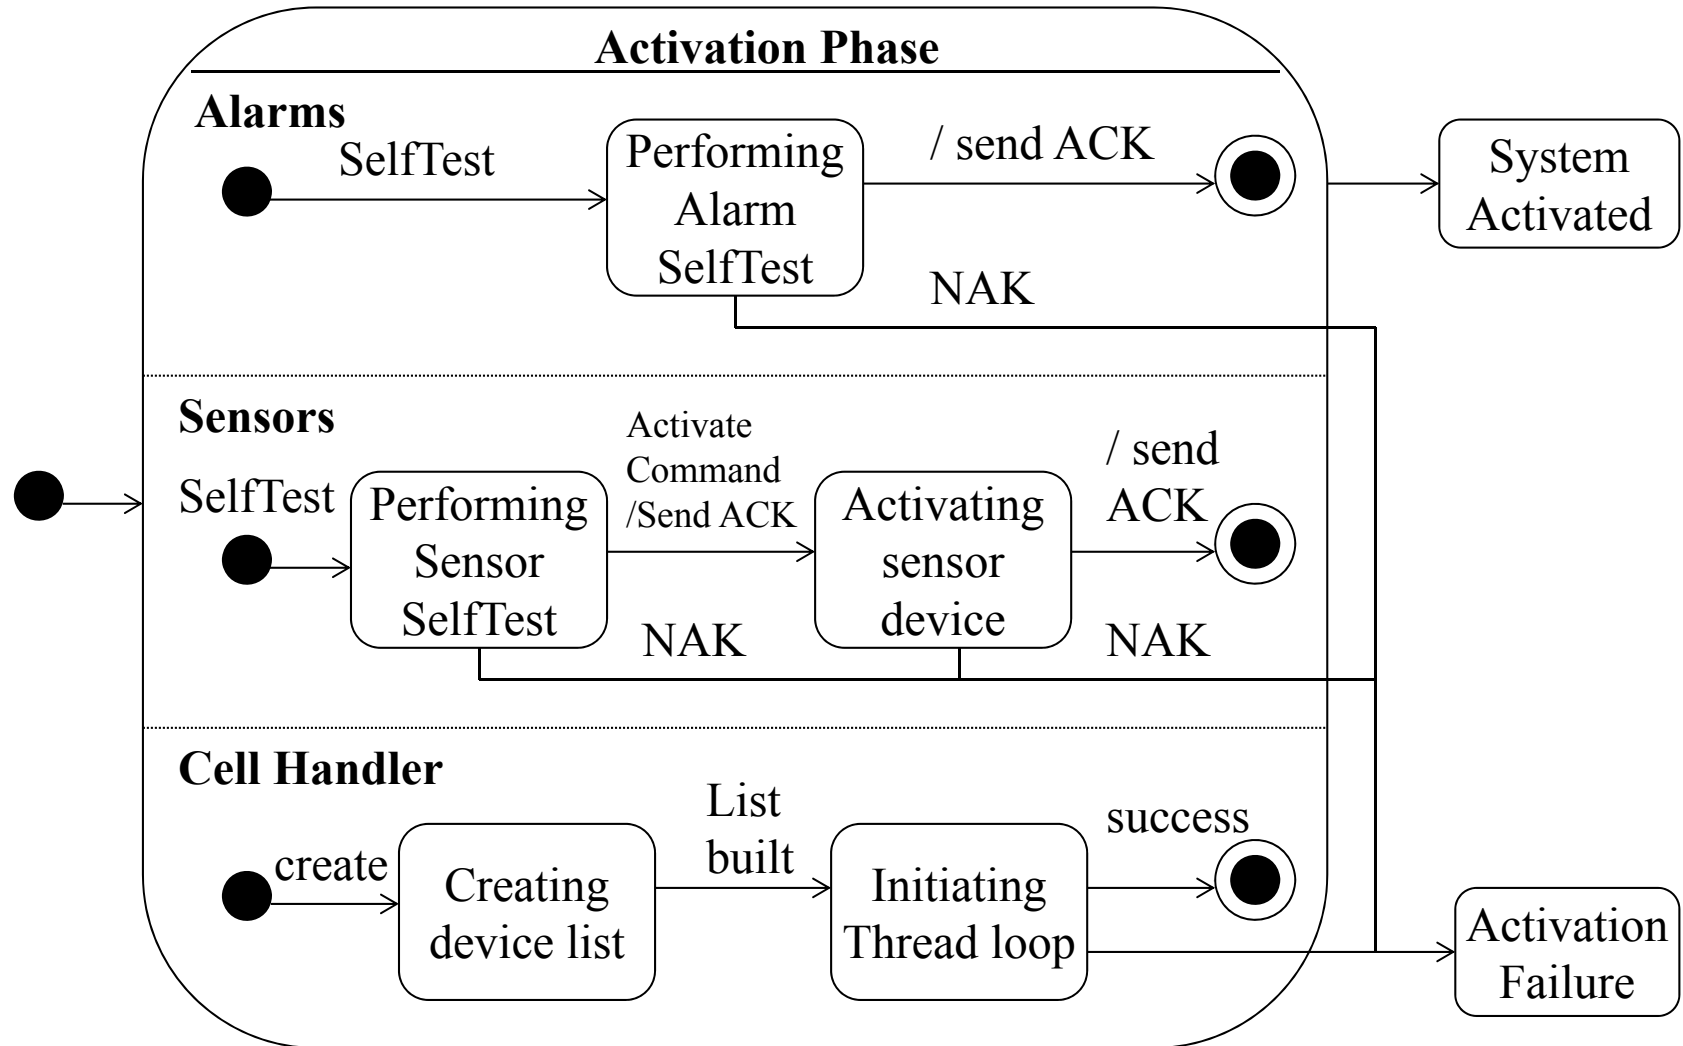 Activation Phase
Alarms
SelfTest
Performing
Alarm
SelfTest
/ send ACK
NAK
System
Activated
Sensors
SelfTest
Performing
Sensor
SelfTest
Activate
Command
/Send ACK
NAK
Activating
sensor
device
/ send
ACK
NAK
Cell Handler
create
Creating
device list
List
built
Initiating
Thread loop
success
Activation
Failure